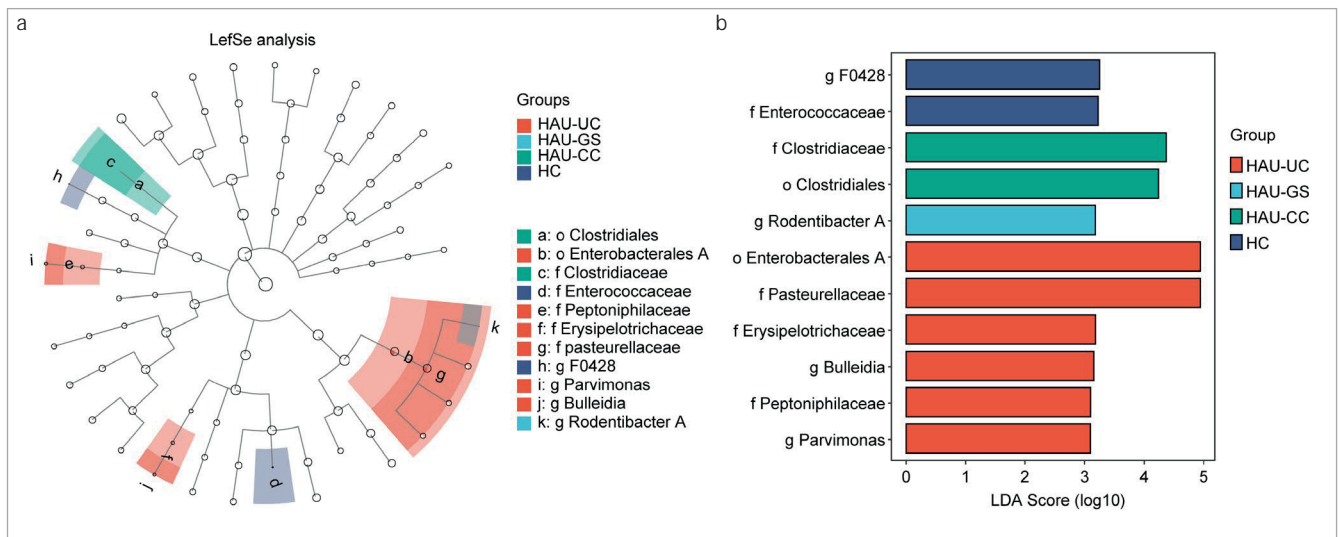 a
LefSe analysis
Groups
HAU-UC
HAU-GS
HAU-CC
HC
a: o Clostridiales
b: o Enterobacterales A
c: f Clostridiaceae
d: f Enterococcaceae
e: f Peptoniphilaceae
f: f Erysipelotrichaceae
g: f pasteurellaceae
h: g F0428
i: g Parvimonas
j: g Bulleidia
k: g Rodentibacter A
c
a
h
i
e
b
g
k
f
j
d
b
g F0428
f Enterococcaceae
f Clostridiaceae
o Clostridiales
g Rodentibacter A
o Enterobacterales A
f Pasteurellaceae
f Erysipelotrichaceae
g Bulleidia
f Peptoniphilaceae
g Parvimonas
0 1 2 3 4 5
LDA Score (log10)
Group
HAU-UC
HAU-GS
HAU-CC
HC